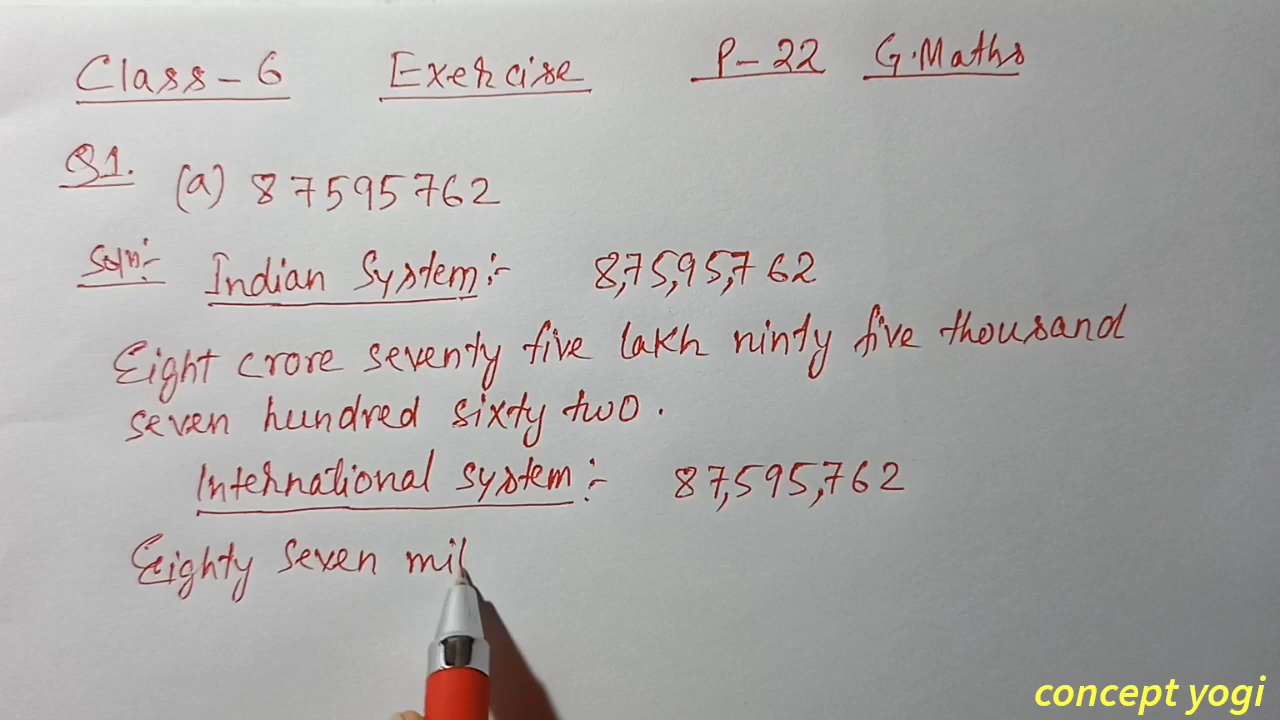 Class-6 Exercise P-22 G.Maths
Q1. (a) 87595762
Soln:- Indian System:- 8,75,95,762
Eight crore seventy five lakh ninty five thousand
seven hundred sixty two.
International system:- 87,595,762
Eighty seven mil
concept yogi